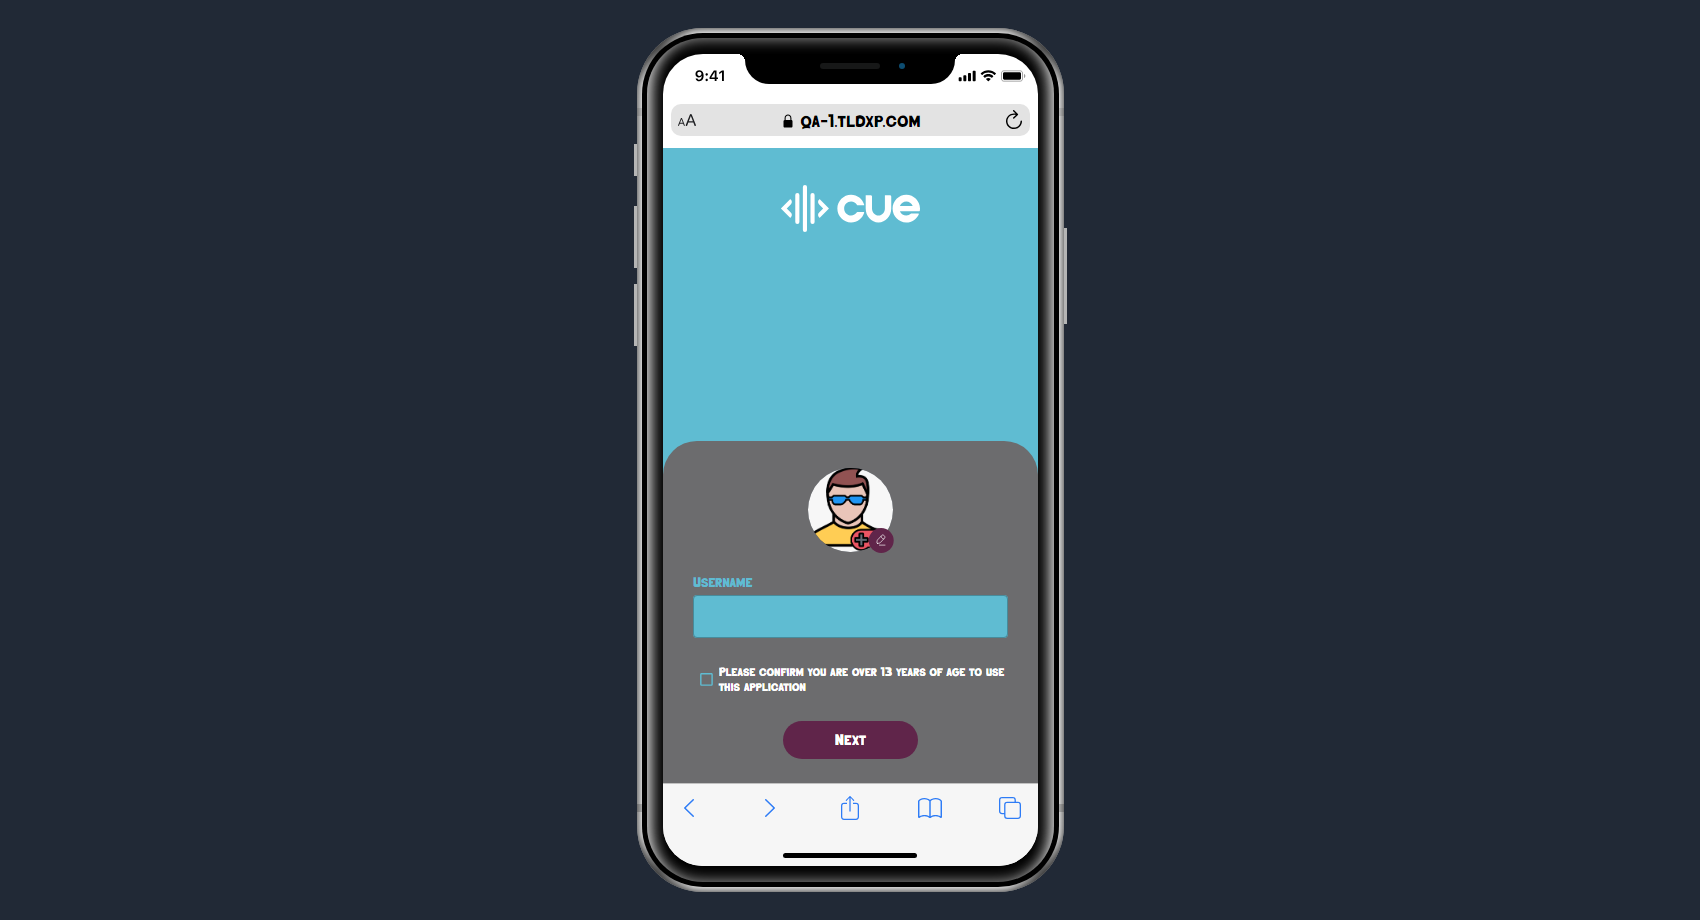 9:41
AA
QA-1.TLDXP.COM
cue
Username
Please confirm you are over 13 years of age to use
this application
Next